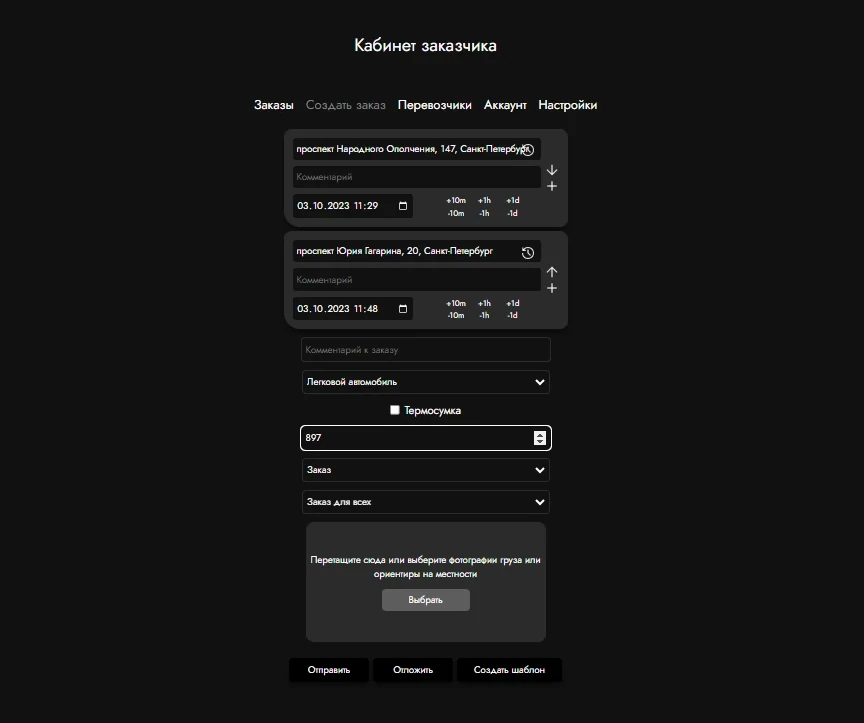 Кабинет заказчика
Заказы Создать заказ Перевозчики Аккаунт Настройки
проспект Народного Ополчения, 147, Санкт-Петербург
Комментарий
03.10.2023 11:29 +10m +1h +1d
-10m -1h -1d
проспект Юрия Гагарина, 20, Санкт-Петербург
Комментарий
03.10.2023 11:48 +10m +1h +1d
-10m -1h -1d
Комментарий к заказу
Легковой автомобиль
Термосумка
897
Заказ
Заказ для всех
Перетащите сюда или выберите фотографии груза или
ориентиры на местности
Выбрать
Отправить Отложить Создать шаблон